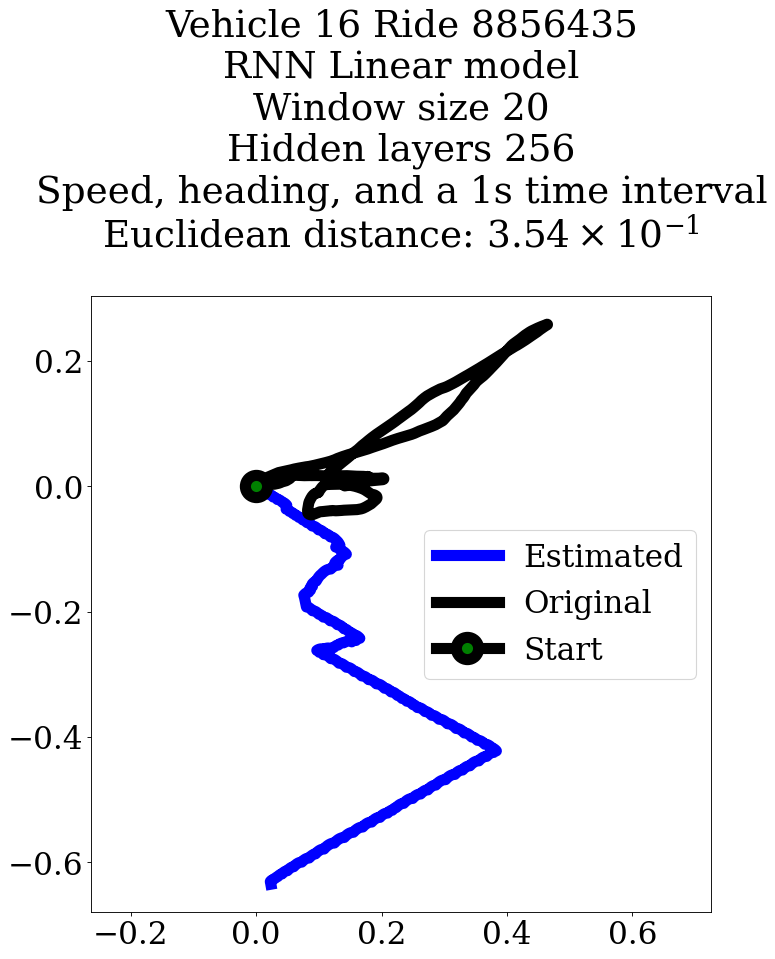 Vehicle 16 Ride 8856435
RNN Linear model
Window size 20
Hidden layers 256
Speed, heading, and a 1s time interval
Euclidean distance: 3.54 × 10⁻¹
0.2
0.0
−0.2
−0.4
−0.6
Estimated
Original
Start
−0.2 0.0 0.2 0.4 0.6